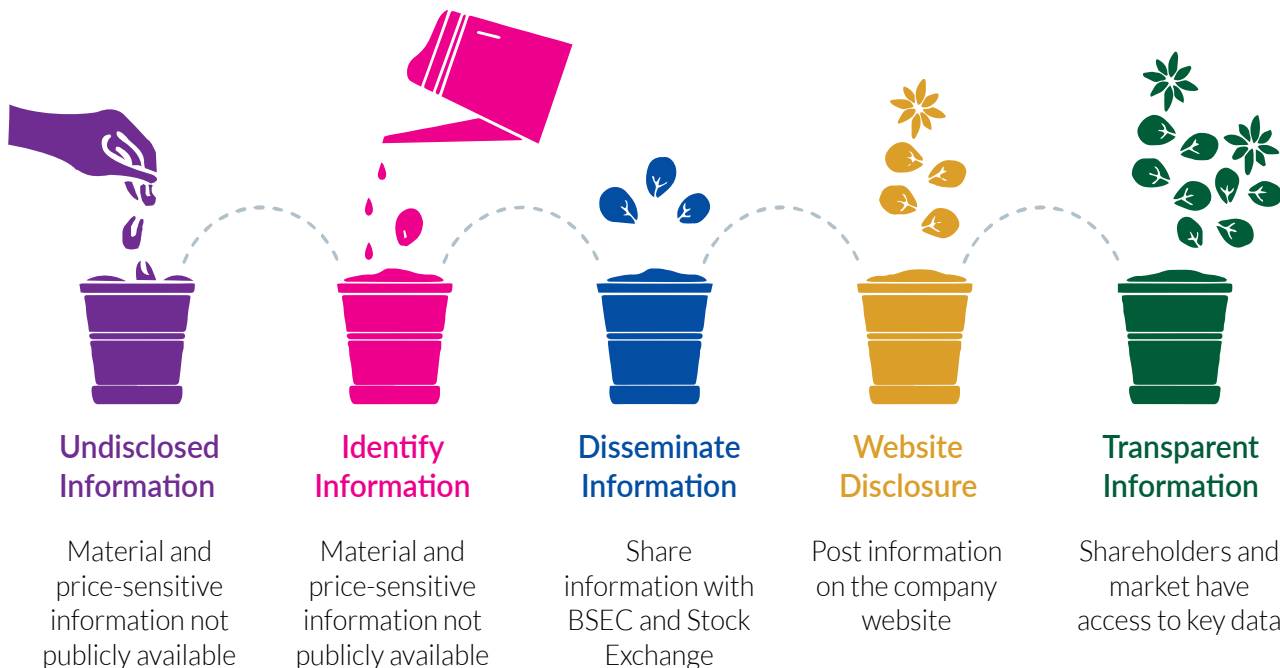 Undisclosed
Information
Material and
price-sensitive
information not
publicly available
Identify
Information
Material and
price-sensitive
information not
publicly available
Disseminate
Information
Share
information with
BSEC and Stock
Exchange
Website
Disclosure
Post information
on the company
website
Transparent
Information
Shareholders and
market have
access to key data